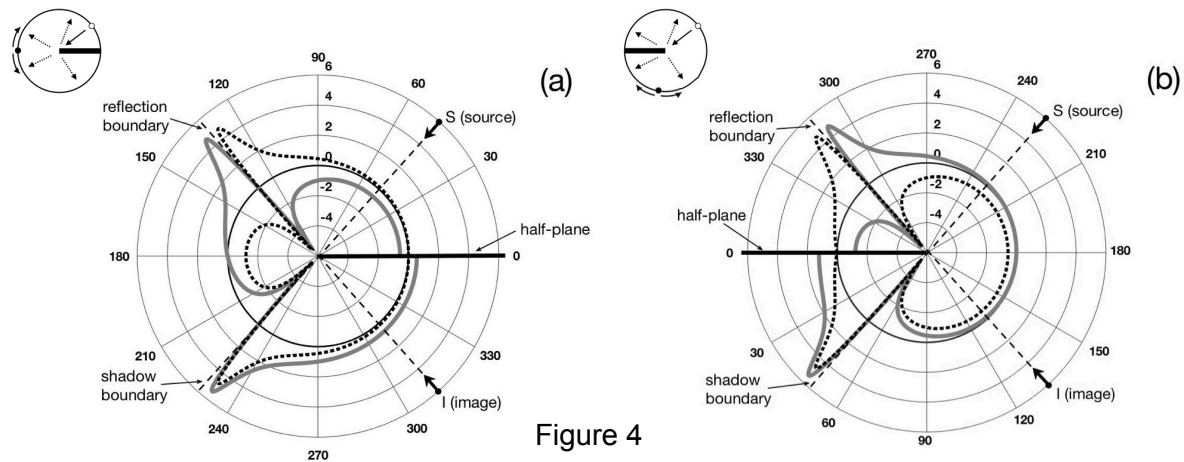 (a)
90
6
120
60
4
2
0
-2
-4
reflection
boundary
S (source)
150
30
half-plane
180
0
210
330
shadow
boundary
I (image)
240
300
270
(b)
270
6
300
240
4
2
0
-2
-4
reflection
boundary
S (source)
330
210
half-plane
0
180
30
150
shadow
boundary
I (image)
60
120
90
Figure 4